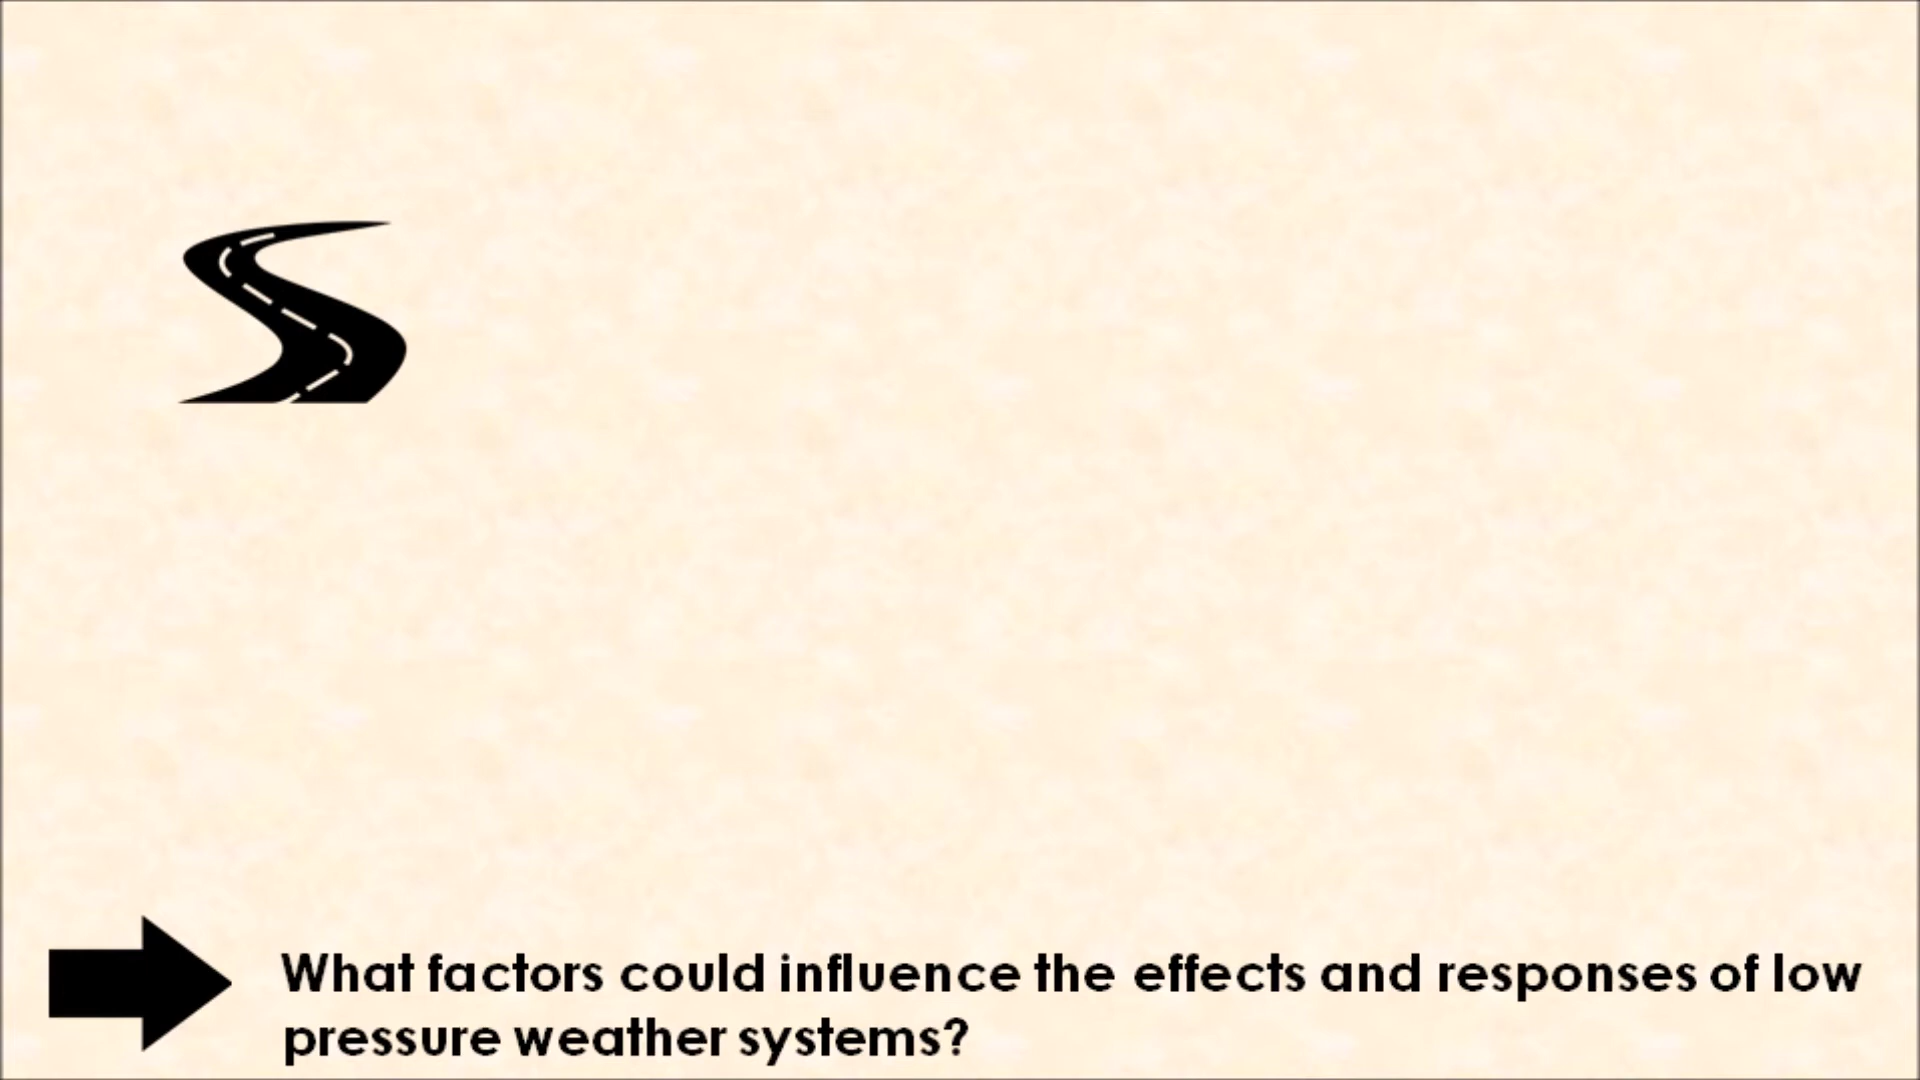 What factors could influence the effects and responses of low
pressure weather systems?